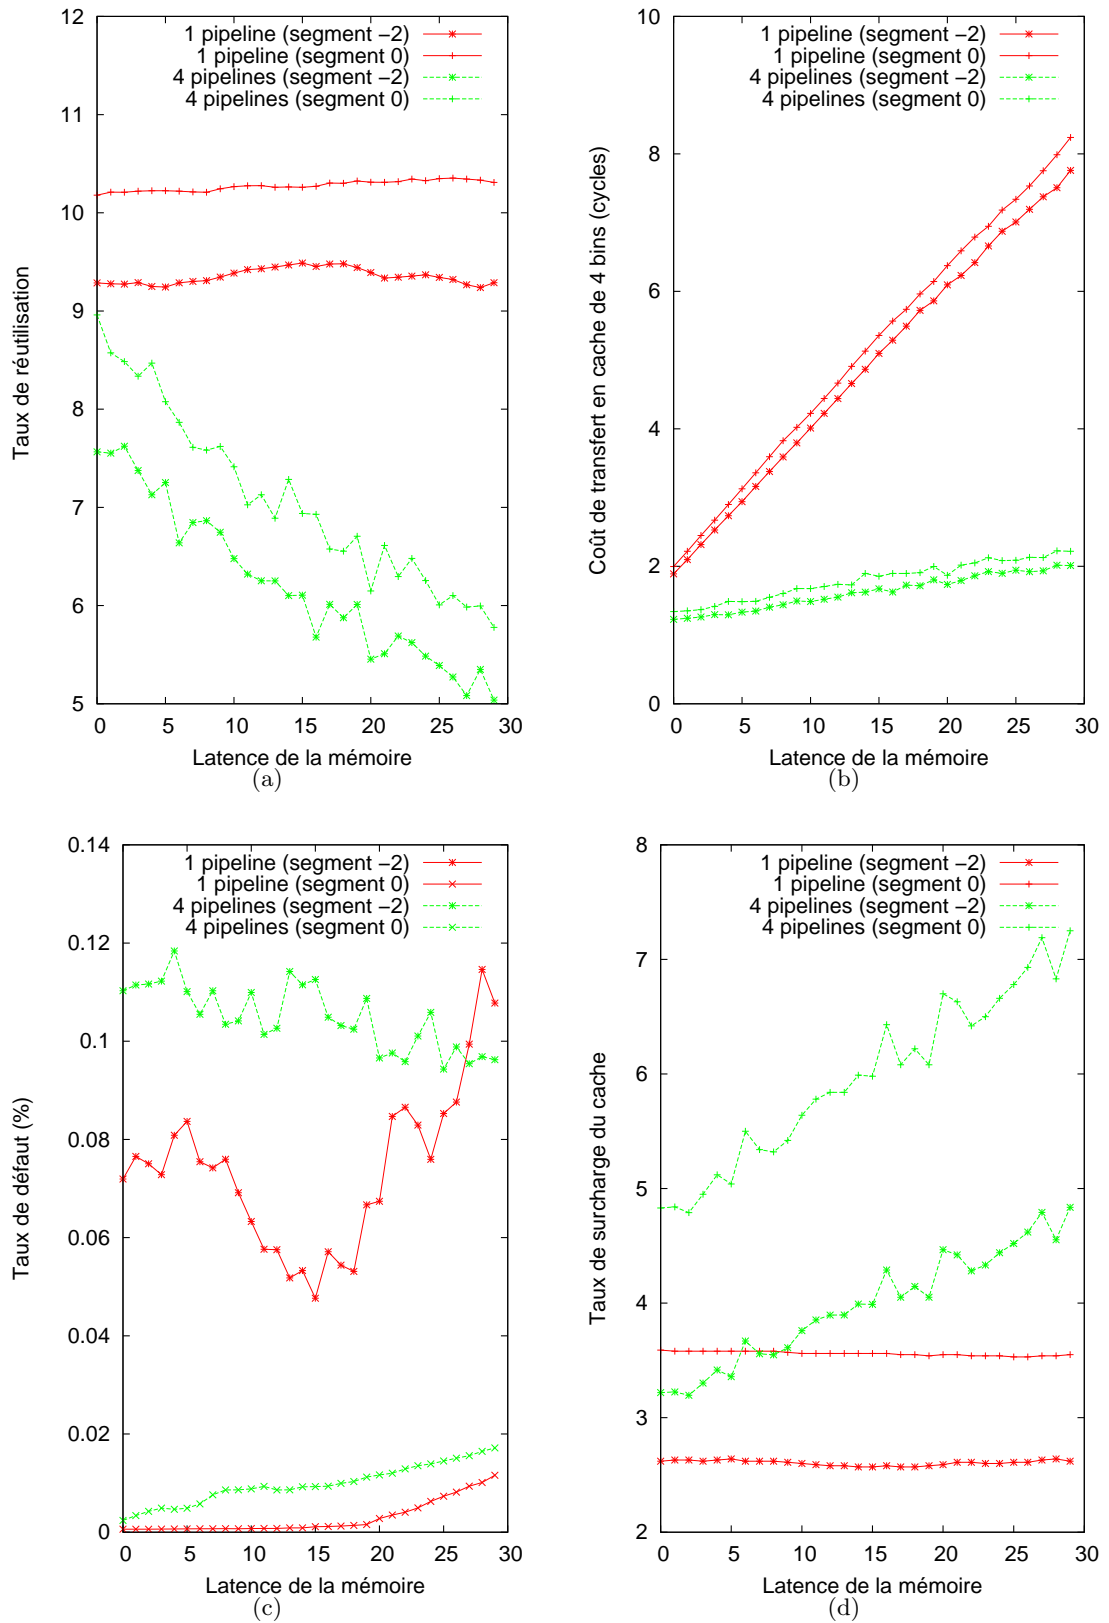 12
11
10
9
8
7
6
5
0
5
10
15
20
25
30
Taux de réutilisation
Latence de la mémoire
1 pipeline (segment −2)
1 pipeline (segment 0)
4 pipelines (segment −2)
4 pipelines (segment 0)
(a)
10
8
6
4
2
0
0
5
10
15
20
25
30
Coût de transfert en cache de 4 bins (cycles)
Latence de la mémoire
1 pipeline (segment −2)
1 pipeline (segment 0)
4 pipelines (segment −2)
4 pipelines (segment 0)
(b)
0.14
0.12
0.1
0.08
0.06
0.04
0.02
0
0
5
10
15
20
25
30
Taux de défaut (%)
Latence de la mémoire
1 pipeline (segment −2)
1 pipeline (segment 0)
4 pipelines (segment −2)
4 pipelines (segment 0)
(c)
8
7
6
5
4
3
2
0
5
10
15
20
25
30
Taux de surcharge du cache
Latence de la mémoire
1 pipeline (segment −2)
1 pipeline (segment 0)
4 pipelines (segment −2)
4 pipelines (segment 0)
(d)